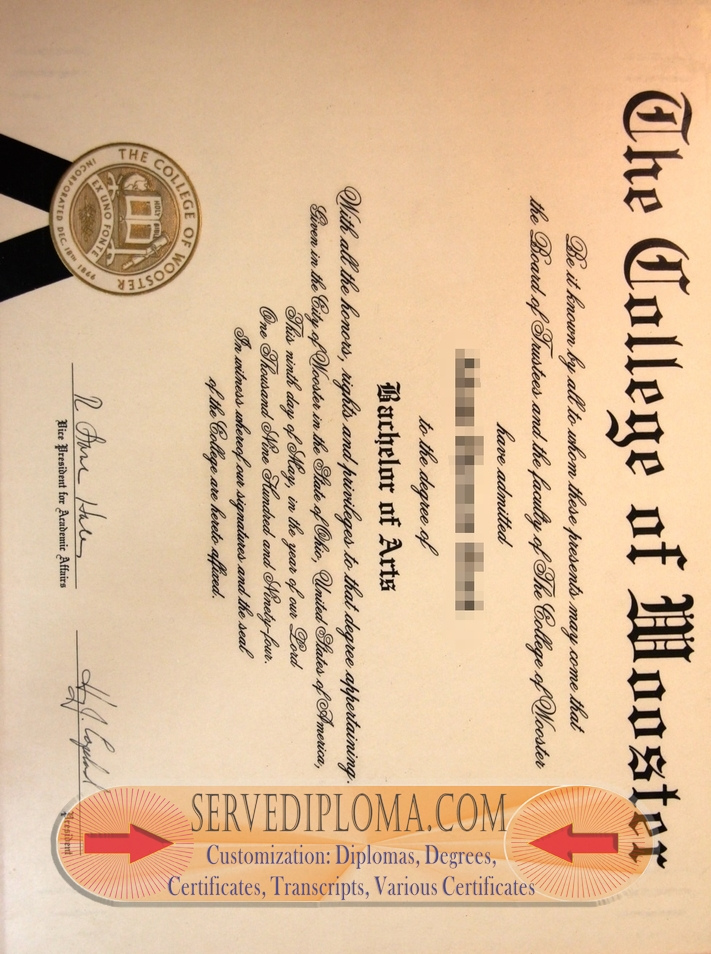 The College of Wooster
Be it known by all to whom these presents may come that
the Board of Trustees and the faculty of The College of Wooster
have admitted
to the degree of
Bachelor of Arts
With all the honors, rights and privileges to that degree appertaining.
Given in the City of Wooster in the State of Ohio, United States of America,
This ninth day of May, in the year of our Lord
One Thousand Nine Hundred and Ninety-four.
In witness whereof our signatures and the seal
of the College are hereto affixed.
THE COLLEGE OF WOOSTER
INCORPORATED DEC. 18TH 1866
EX UNO FONTE
HOLY BIBLE
Vice President for Academic Affairs
President
SERVEDIPLOMA.COM
Customization: Diplomas, Degrees,
Certificates, Transcripts, Various Certificates